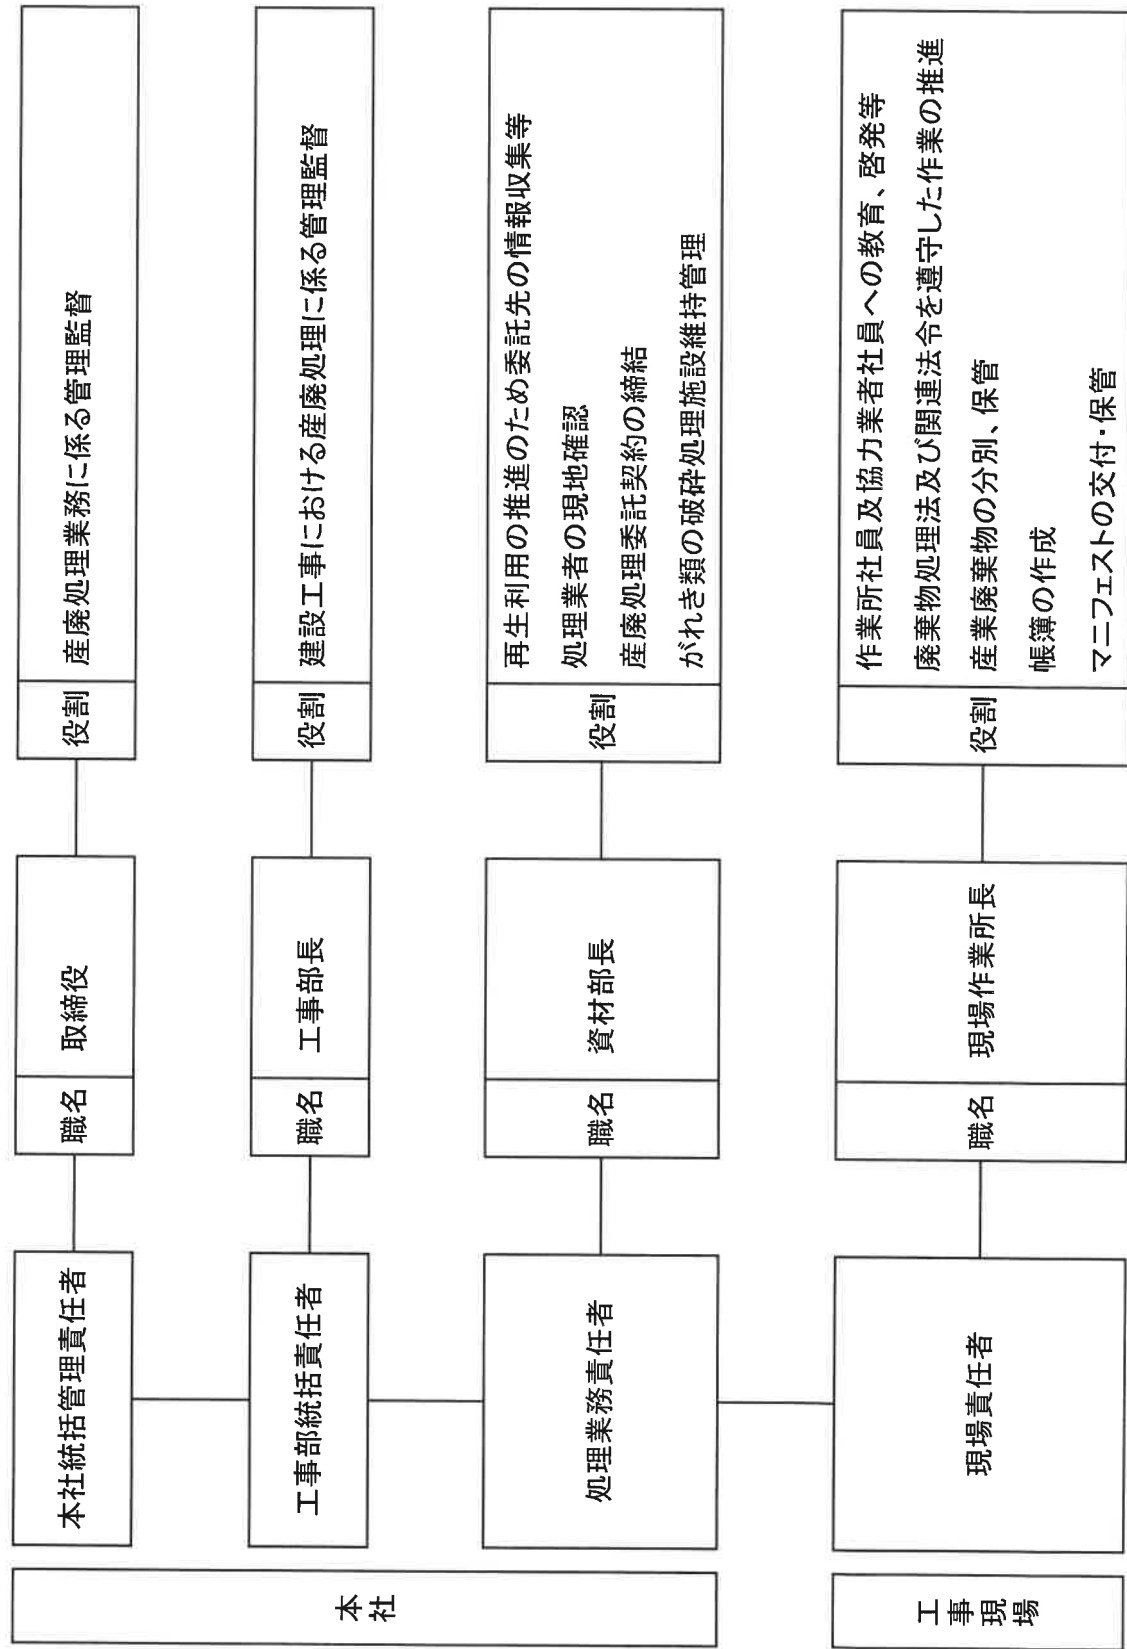 本社
本社統括管理責任者
職名
取締役
役割
産廃処理業務に係る管理監督
工事部統括責任者
職名
工事部長
役割
建設工事における産廃処理に係る管理監督
処理業務責任者
職名
資材部長
役割
再生利用の推進のため委託先の情報収集等
処理業者の現地確認
産廃処理委託契約の締結
がれき類の破砕処理施設維持管理
工事現場
現場責任者
職名
現場作業所長
役割
作業所社員及協力業者社員への教育、啓発等
廃棄物処理法及び関連法令を遵守した作業の推進
産業廃棄物の分別、保管
帳簿の作成
マニフェストの交付・保管